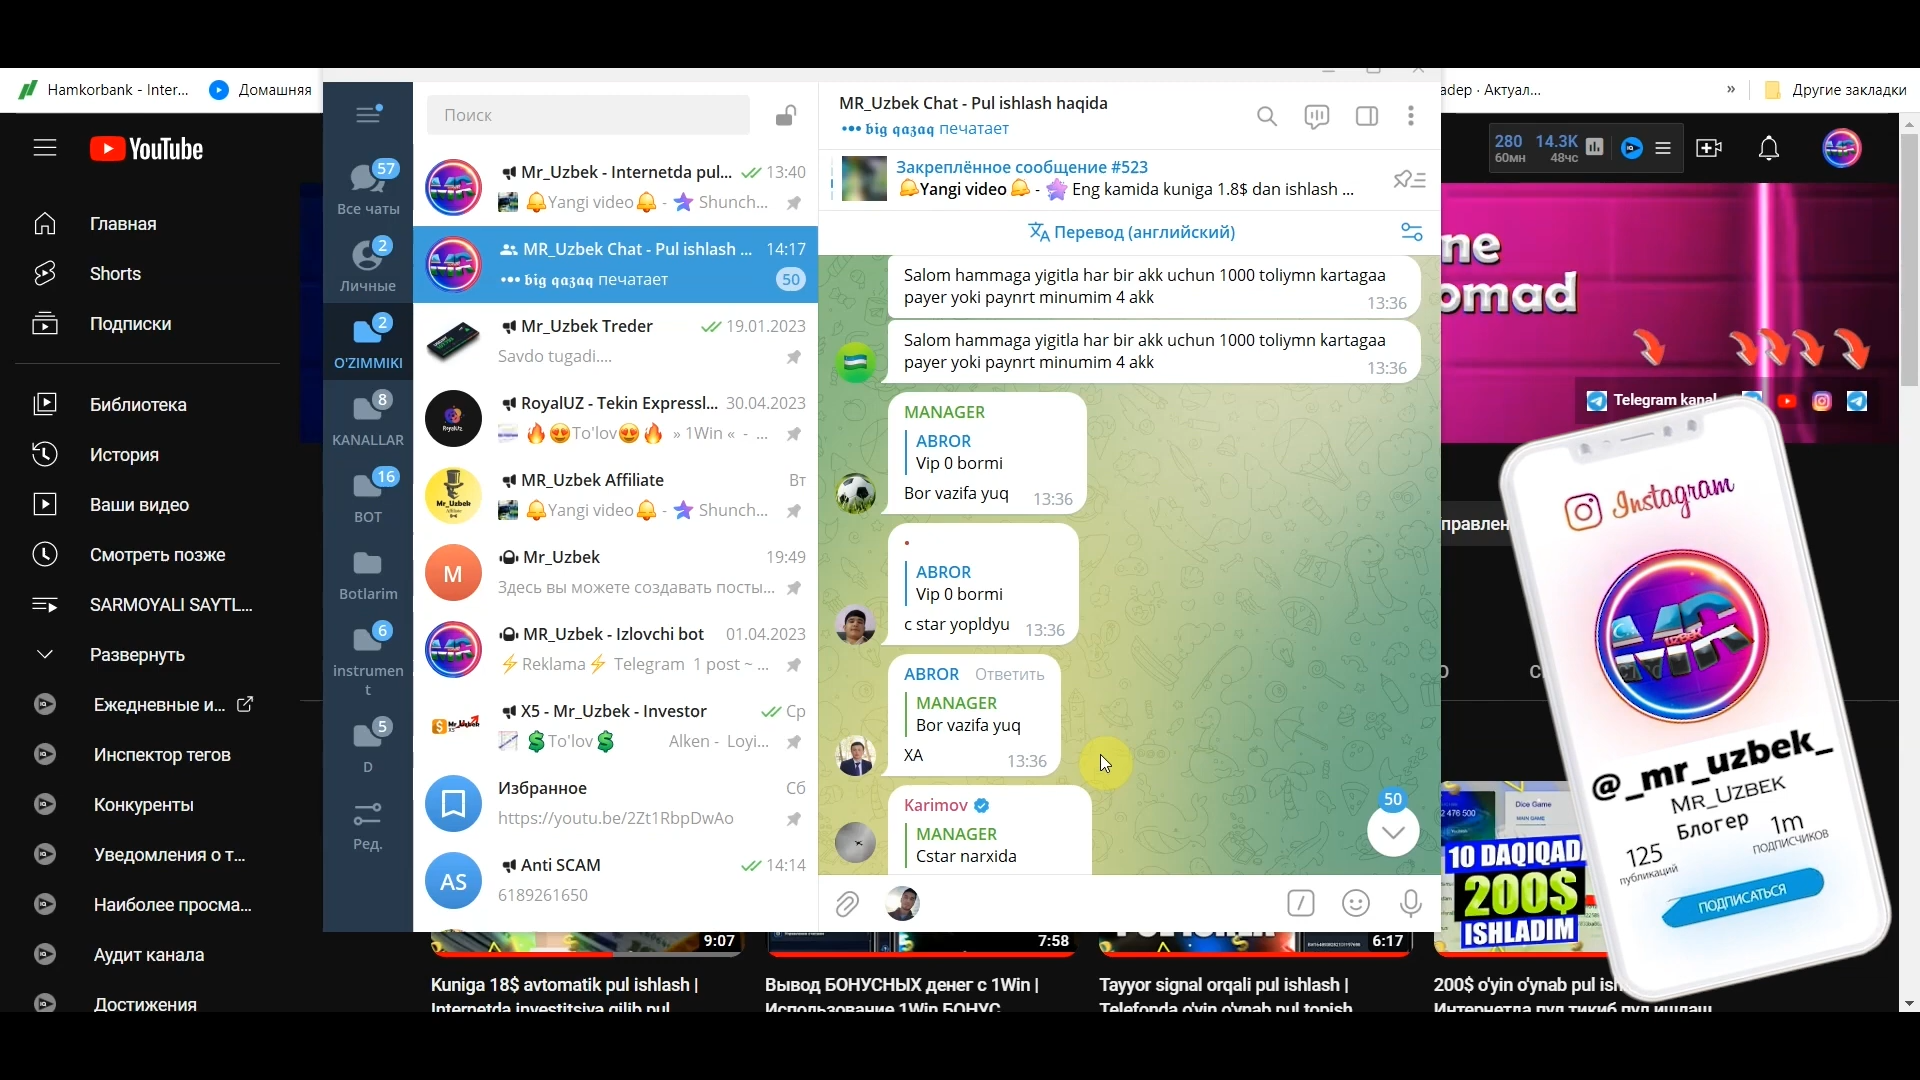 Hamkorbank - Inter...
Домашняя
адер · Актуал...
»
Другие закладки
YouTube
Главная
Shorts
Подписки
Библиотека
История
Ваши видео
Смотреть позже
SARMOYALI SAYTL...
Развернуть
Ежедневные и...
Инспектор тегов
Конкуренты
Уведомления о т...
Наиболее просма...
Аудит канала
Достижения
57
Все чаты
2
Личные
2
O'ZIMMIKI
8
KANALLAR
16
BOT
Botlarim
6
instrumen
t
5
D
Ред.
Поиск
Mr_Uzbek - Internetda pul... 13:40
🔔Yangi video🔔 - Shunch...
MR_Uzbek Chat - Pul ishlash ... 14:17
••• big qazaq печатает 50
Mr_Uzbek Treder 19.01.2023
Savdo tugadi....
RoyalUZ - Tekin Expressl... 30.04.2023
🔥😍To'lov😍🔥 » 1Win « - ...
MR_Uzbek Affiliate Вт
🔔Yangi video🔔 - Shunch...
M
Mr_Uzbek 19:49
Здесь вы можете создавать посты...
MR_Uzbek - Izlovchi bot 01.04.2023
⚡Reklama⚡ Telegram 1 post ~ ...
X5 - Mr_Uzbek - Investor Ср
💲To'lov💲 Alken - Loyi...
Избранное Сб
https://youtu.be/2Zt1RbpDwAo
AS
Anti SCAM 14:14
6189261650
MR_Uzbek Chat - Pul ishlash haqida
••• big qazaq печатает
Закреплённое сообщение #523
🔔Yangi video🔔 - Eng kamida kuniga 1.8$ dan ishlash ...
Перевод (английский)
Salom hammaga yigitla har bir akk uchun 1000 toliymn kartagaa
payer yoki paynrt minumim 4 akk 13:36
Salom hammaga yigitla har bir akk uchun 1000 toliymn kartagaa
payer yoki paynrt minumim 4 akk 13:36
MANAGER
ABROR
Vip 0 bormi
Bor vazifa yuq 13:36
ABROR
Vip 0 bormi
c star yopldyu 13:36
ABROR Ответить
MANAGER
Bor vazifa yuq
XA 13:36
Karimov
MANAGER
Cstar narxida
50
280 14.3K
60мн 48чс
ne
omad
Telegram kanal
правлен
Instagram
UZBEK
@_mr_uzbek_
MR_UzBEK
Блогер
125 1m
публикаций подписчиков
ПОДПИСАТЬСЯ
Dice Game
10 DAQIQADA
200$
ISHLADIM
9:07
7:58
6:17
Kuniga 18$ avtomatik pul ishlash |
Internetda investitsiya qilib pul
Вывод БОНУСНЫХ денег с 1Win |
Использование 1Win БОНУС
Tayyor signal orqali pul ishlash |
Telefonda o'yin o'ynab pul topish
200$ o'yin o'ynab pul ish
Интернетда пул тикиб пул ишлаш